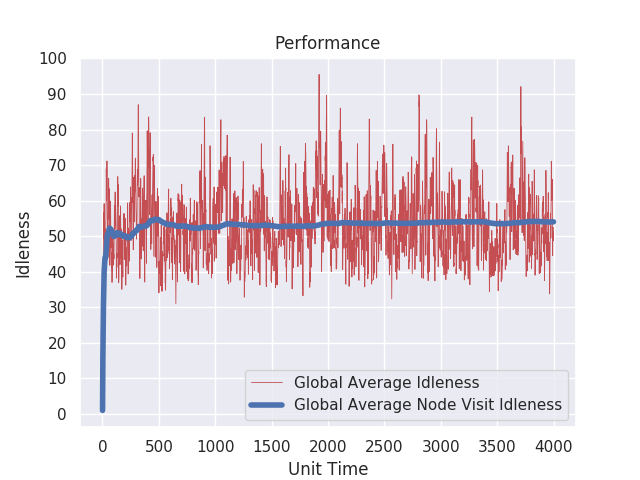 Performance
100
90
80
70
60
50
40
30
20
10
0
Idleness
Global Average Idleness
Global Average Node Visit Idleness
0 500 1000 1500 2000 2500 3000 3500 4000
Unit Time